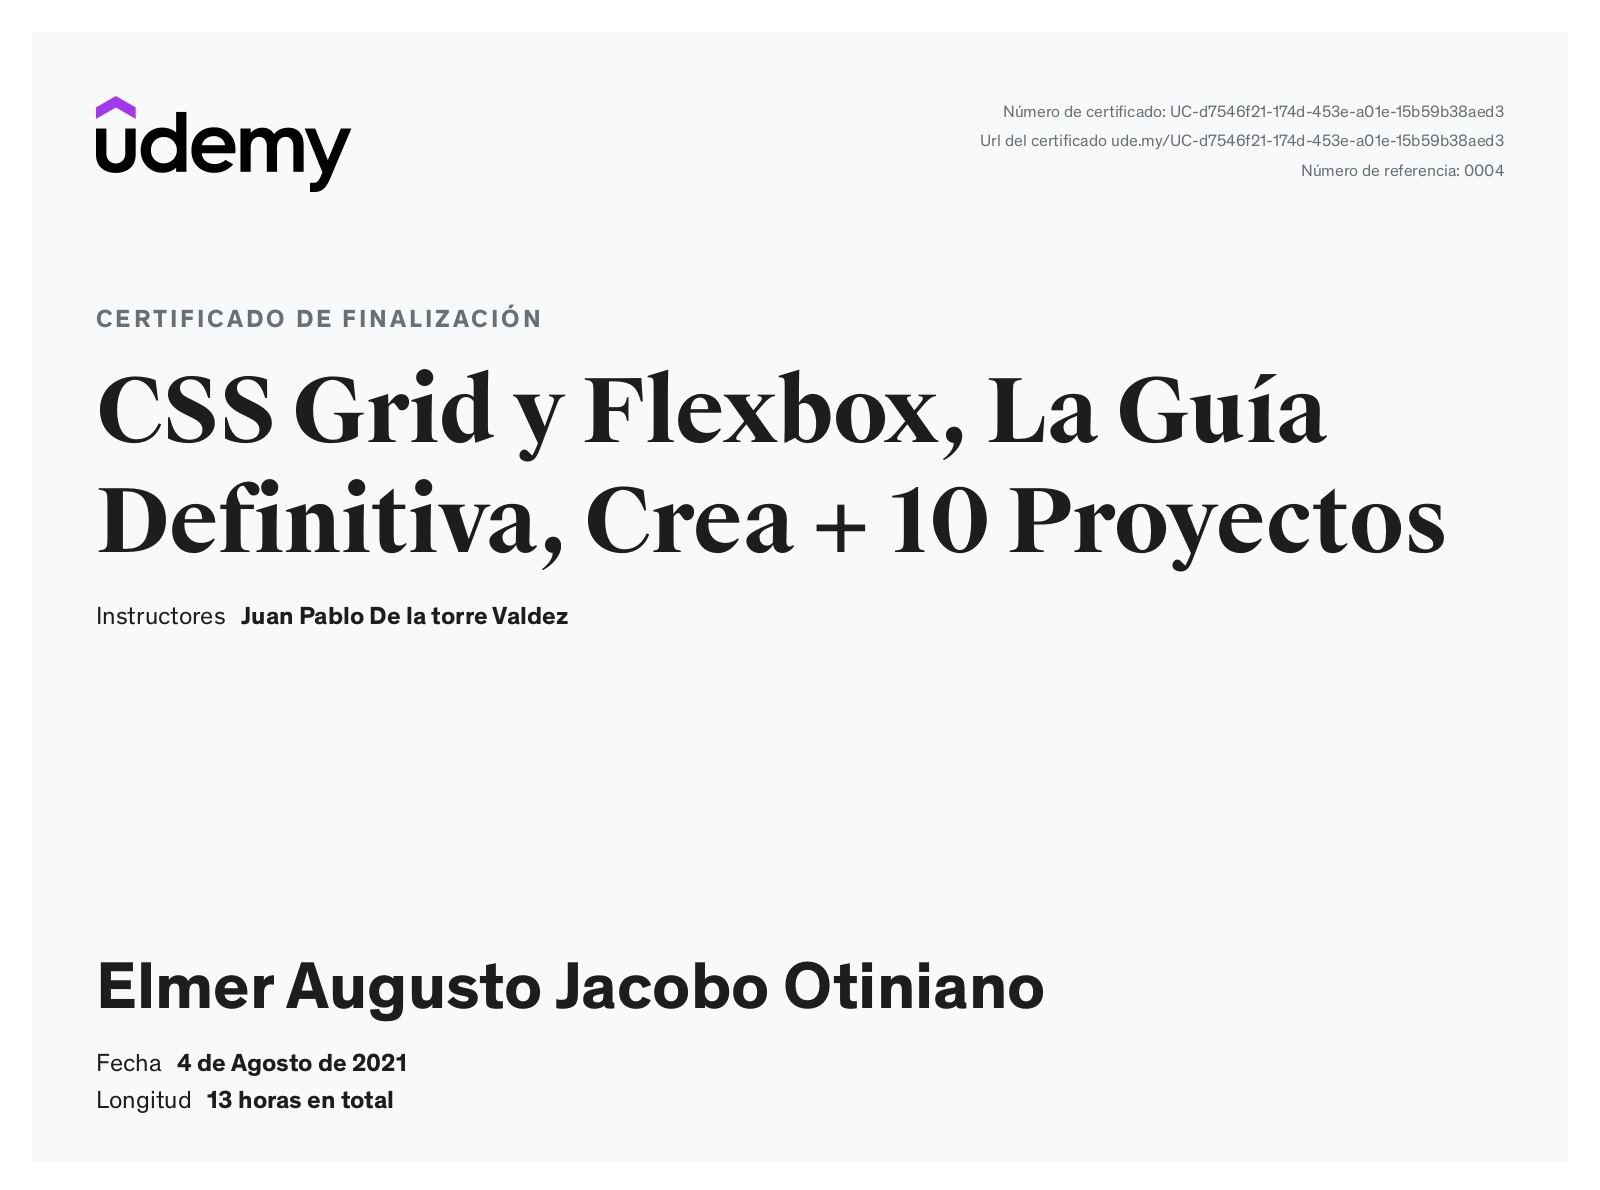 udemy
Número de certificado: UC-d7546f21-174d-453e-a01e-15b59b38aed3
Url del certificado ude.my/UC-d7546f21-174d-453e-a01e-15b59b38aed3
Número de referencia: 0004
CERTIFICADO DE FINALIZACIÓN
CSS Grid y Flexbox, La Guía
Definitiva, Crea + 10 Proyectos
Instructores Juan Pablo De la torre Valdez
Elmer Augusto Jacobo Otiniano
Fecha 4 de Agosto de 2021
Longitud 13 horas en total